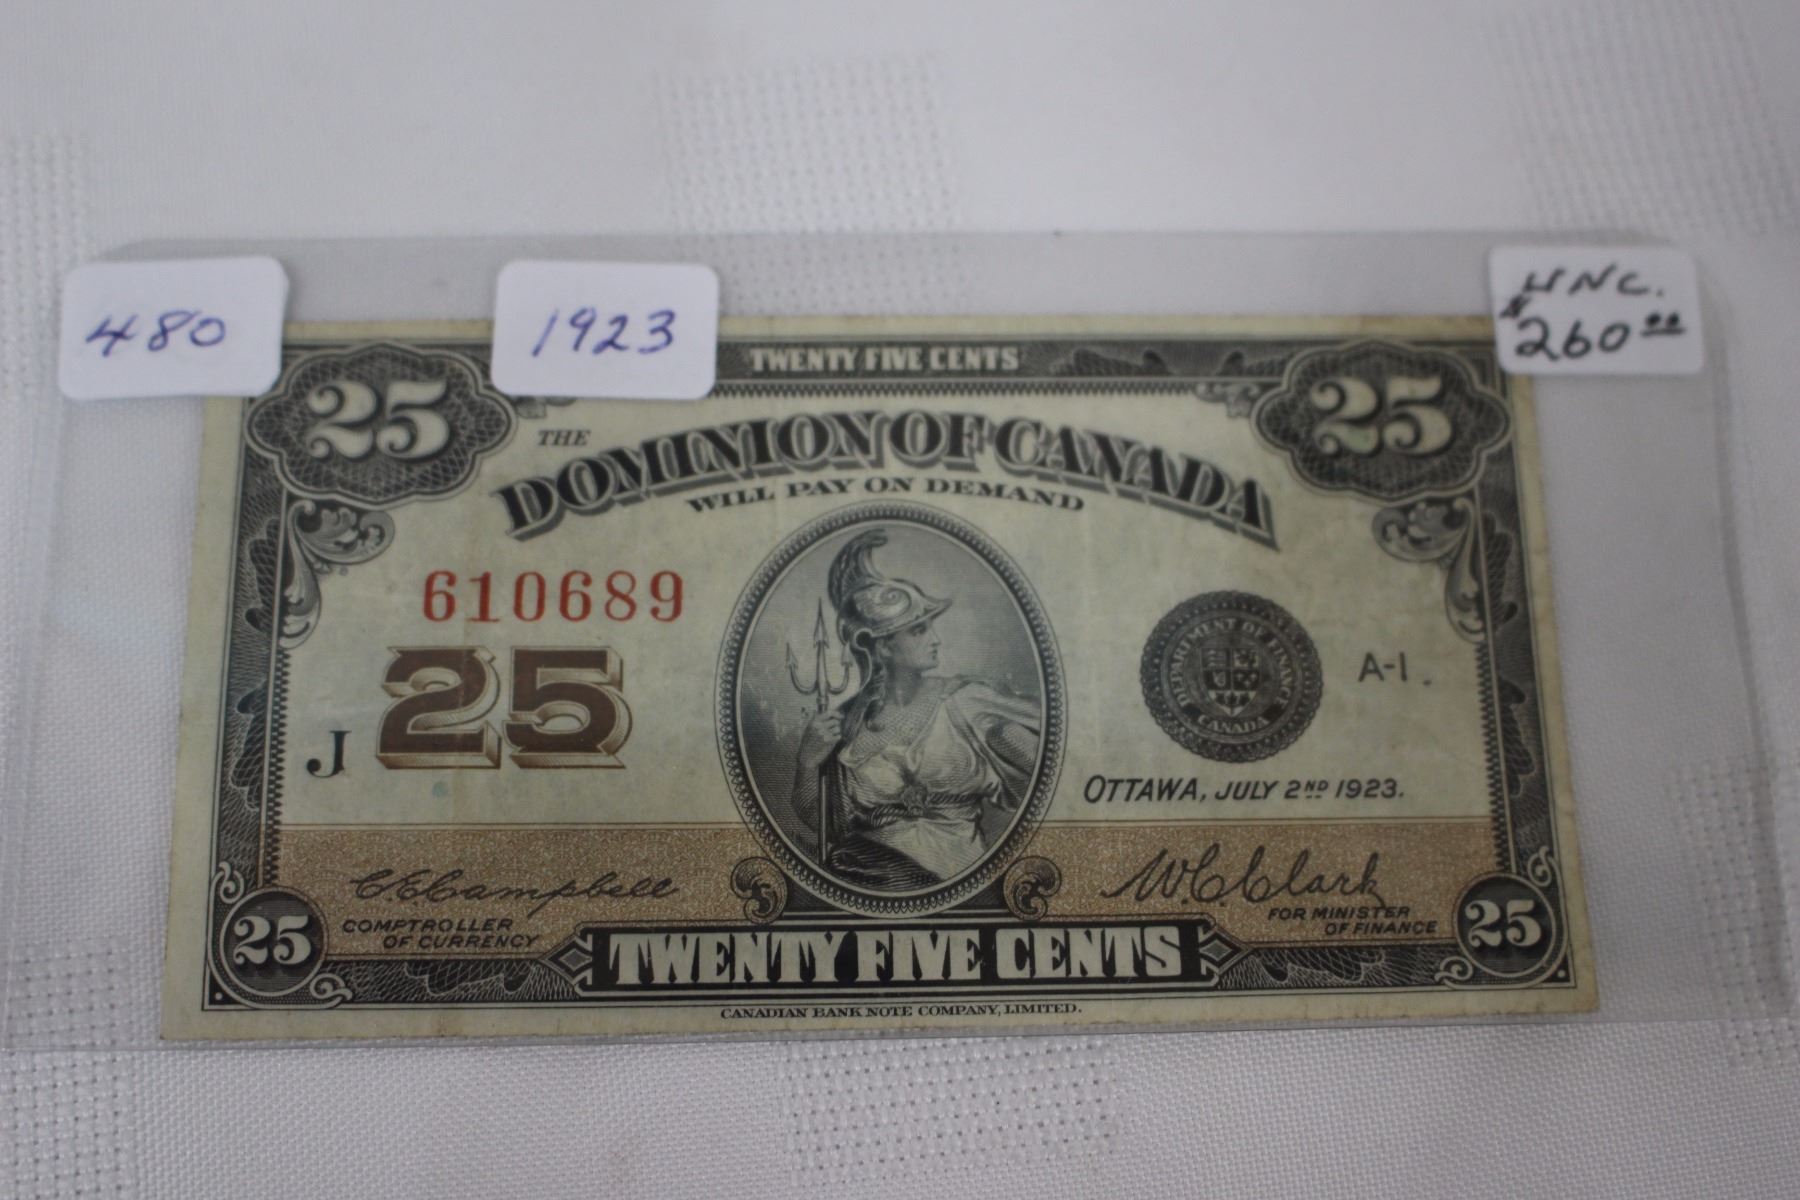 480
1923
UNC.
$260.00
TWENTY FIVE CENTS
25
25
THE
DOMINION OF CANADA
WILL PAY ON DEMAND
610689
25
J
DEPARTMENT OF FINANCE
CANADA
A-1.
OTTAWA, JULY 2ND 1923.
C.E.Campbell
W.C.Clark
COMPTROLLER
OF CURRENCY
FOR MINISTER
OF FINANCE
25
TWENTY FIVE CENTS
25
CANADIAN BANK NOTE COMPANY, LIMITED.